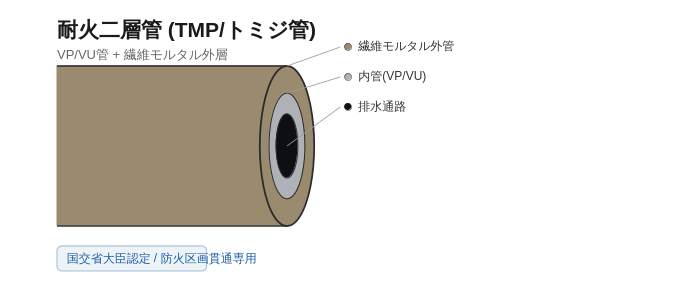 耐火二層管 (TMP/トミジ管)
VP/VU管 + 繊維モルタル外層
繊維モルタル外管
内管(VP/VU)
排水通路
国交省大臣認定 / 防火区画貫通専用